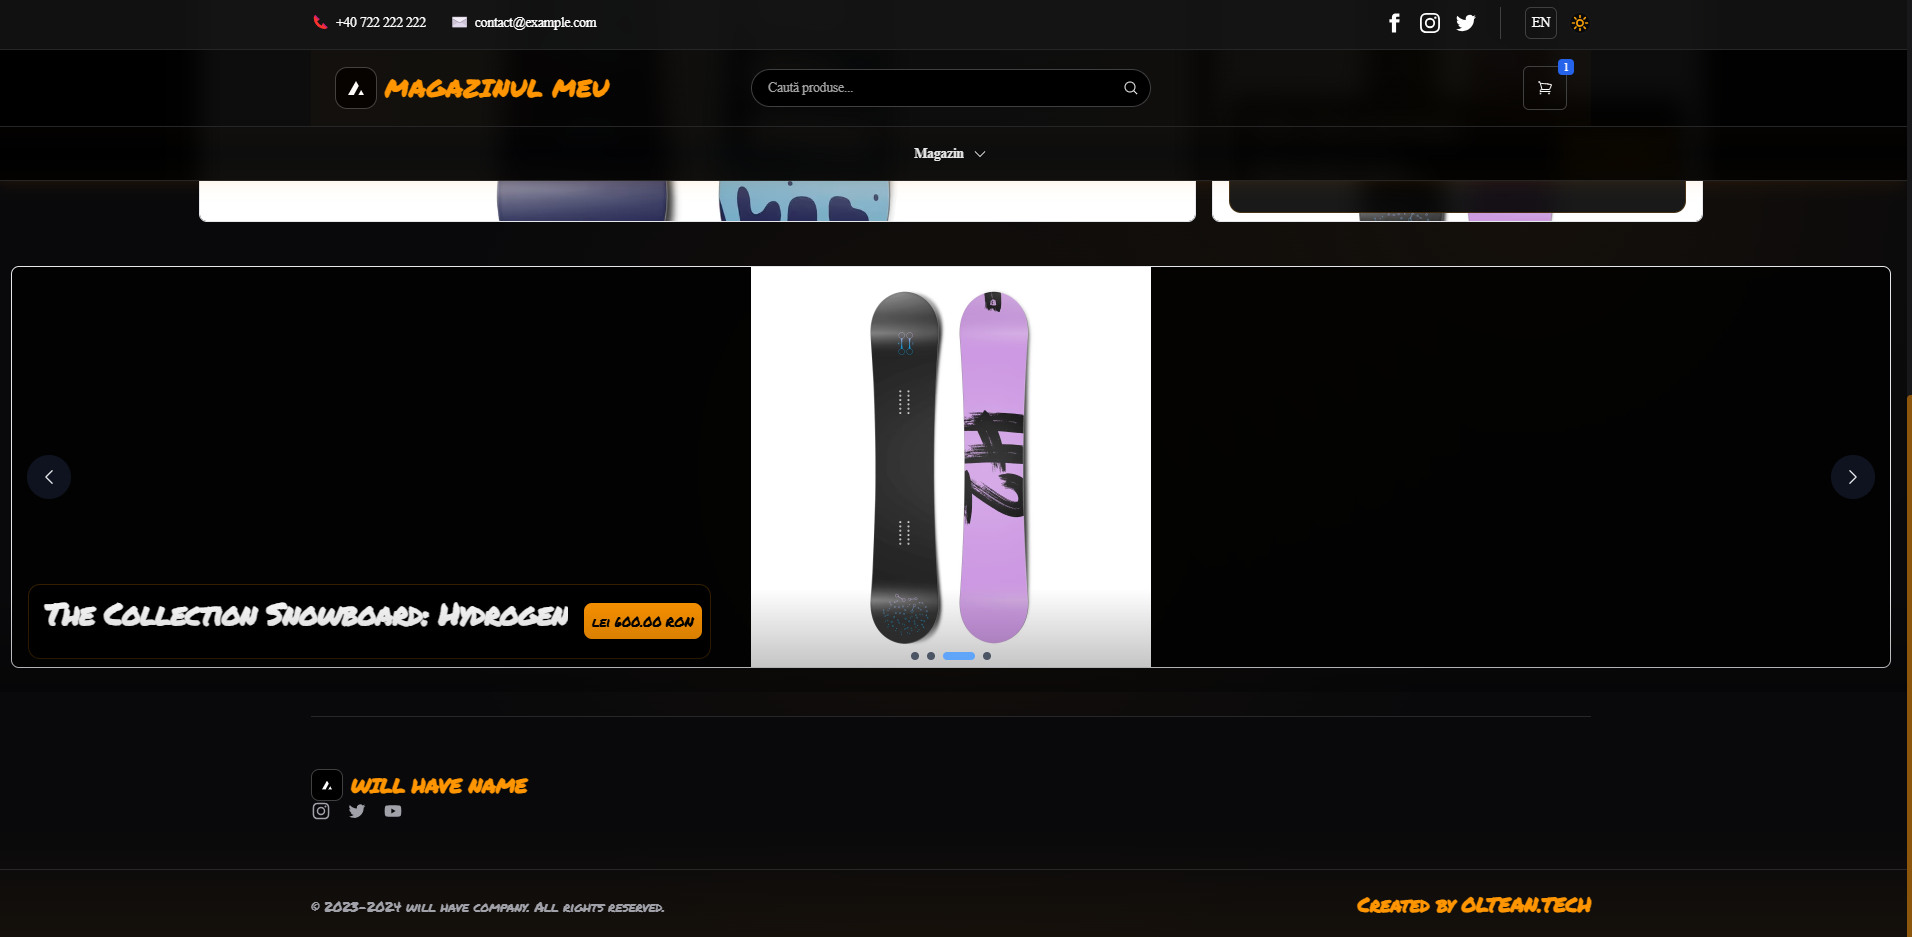 +40 722 222 222
contact@example.com
EN
MAGAZINUL MEU
Caută produse...
1
Magazin
The Collection Snowboard: Hydrogen
lei 600.00 RON
WILL HAVE NAME
© 2023-2024 will have company. All rights reserved.
Created by OLTEAN.TECH